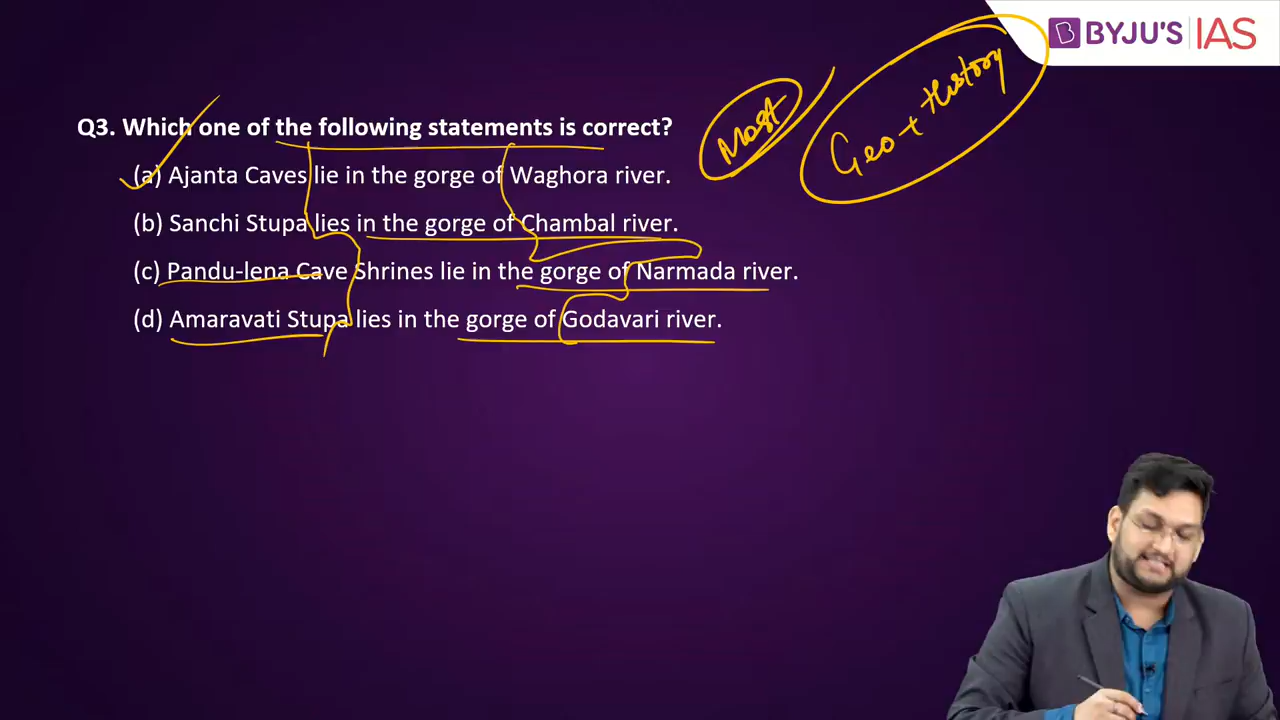 BYJU'S IAS
Most
Geo + History
Q3. Which one of the following statements is correct?
(a) Ajanta Caves lie in the gorge of Waghora river.
(b) Sanchi Stupa lies in the gorge of Chambal river.
(c) Pandu-lena Cave Shrines lie in the gorge of Narmada river.
(d) Amaravati Stupa lies in the gorge of Godavari river.